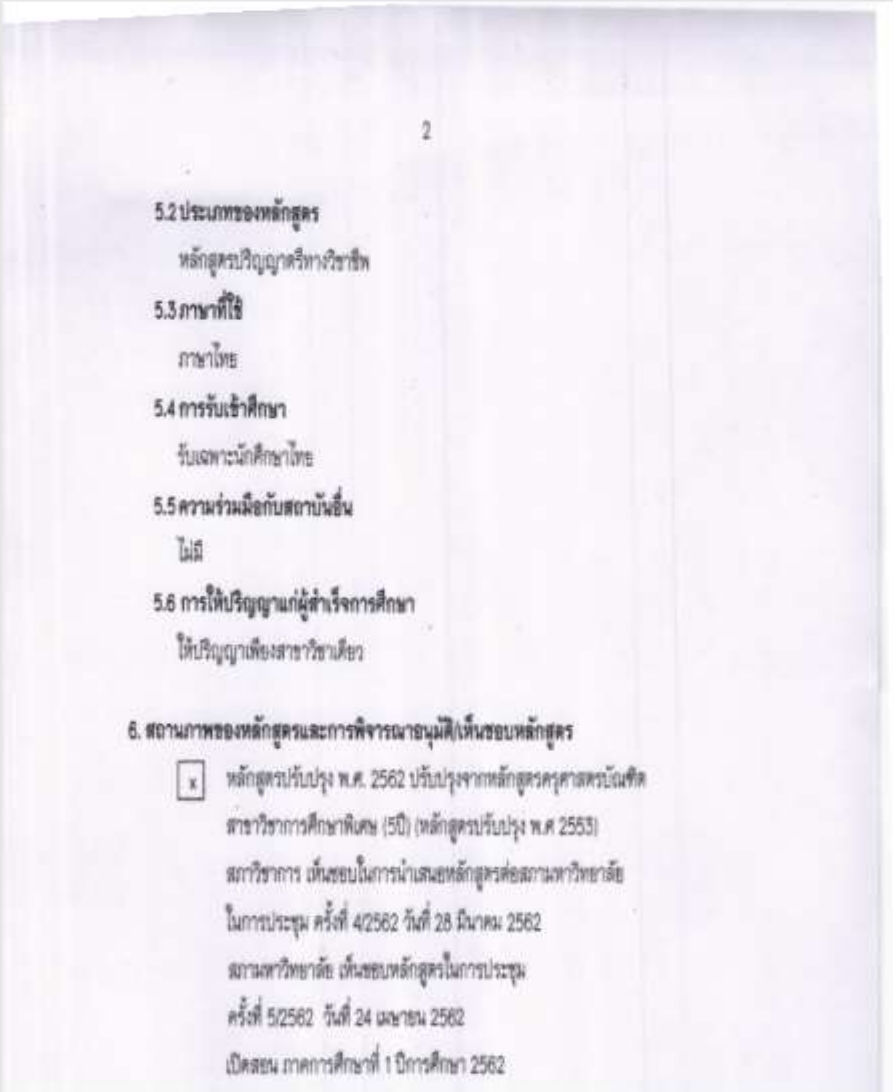 2
5.2 ประเภทของหลักสูตร
หลักสูตรปริญญาตรีทางวิชาชีพ
5.3 ภาษาที่ใช้
ภาษาไทย
5.4 การรับเข้าศึกษา
รับเฉพาะนักศึกษาไทย
5.5 ความร่วมมือกับสถาบันอื่น
ไม่มี
5.6 การให้ปริญญาแก่ผู้สำเร็จการศึกษา
ให้ปริญญาเพียงสาขาวิชาเดียว
6. สถานภาพของหลักสูตรและการพิจารณาอนุมัติ/เห็นชอบหลักสูตร
x หลักสูตรปรับปรุง พ.ศ. 2562 ปรับปรุงจากหลักสูตรครุศาสตรบัณฑิต
สาขาวิชาการศึกษาพิเศษ (5ปี) (หลักสูตรปรับปรุง พ.ศ 2553)
สภาวิชาการ เห็นชอบในการนำเสนอหลักสูตรต่อสภามหาวิทยาลัย
ในการประชุม ครั้งที่ 4/2562 วันที่ 28 มีนาคม 2562
สภามหาวิทยาลัย เห็นชอบหลักสูตรในการประชุม
ครั้งที่ 5/2562 วันที่ 24 เมษายน 2562
เปิดสอน ภาคการศึกษาที่ 1 ปีการศึกษา 2562